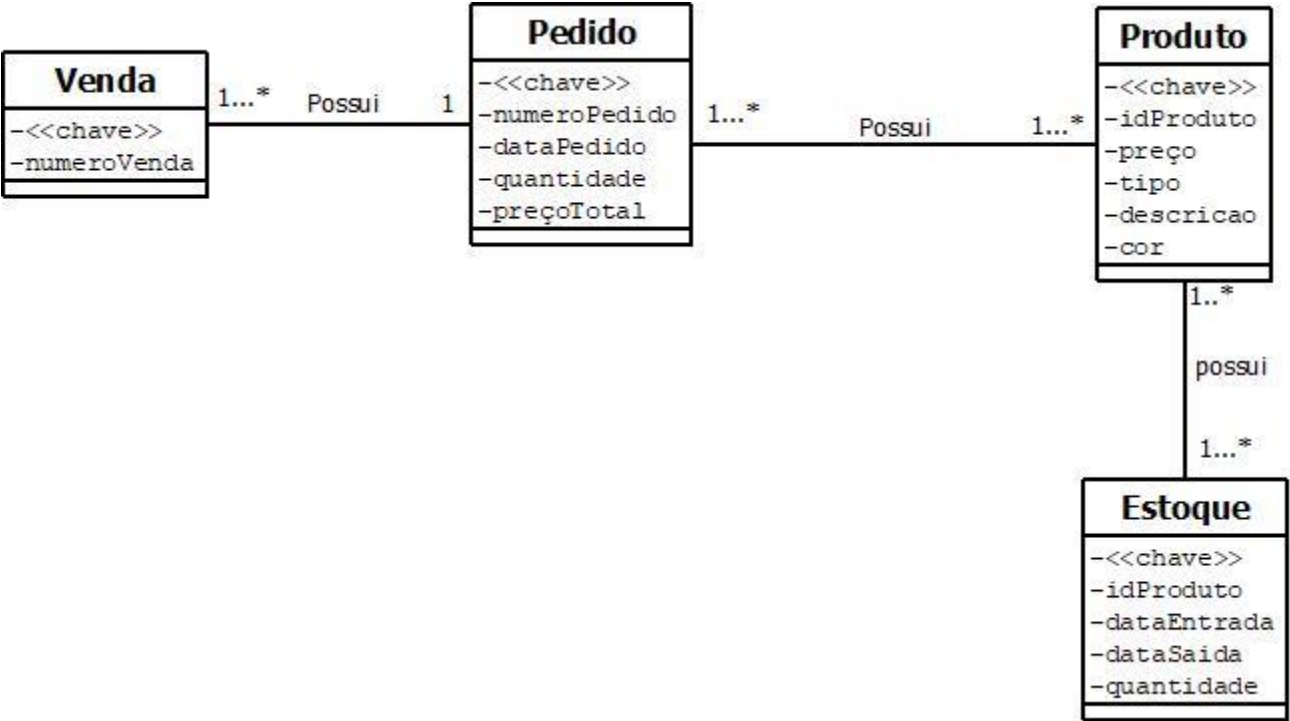 Venda
-<<chave>>
-numeroVenda
1...*
Possui
1
Pedido
-<<chave>>
-numeroPedido
-dataPedido
-quantidade
-preçoTotal
1...*
Possui
1...*
Produto
-<<chave>>
-idProduto
-preço
-tipo
-descricao
-cor
1..*
possui
1...*
Estoque
-<<chave>>
-idProduto
-dataEntrada
-dataSaida
-quantidade